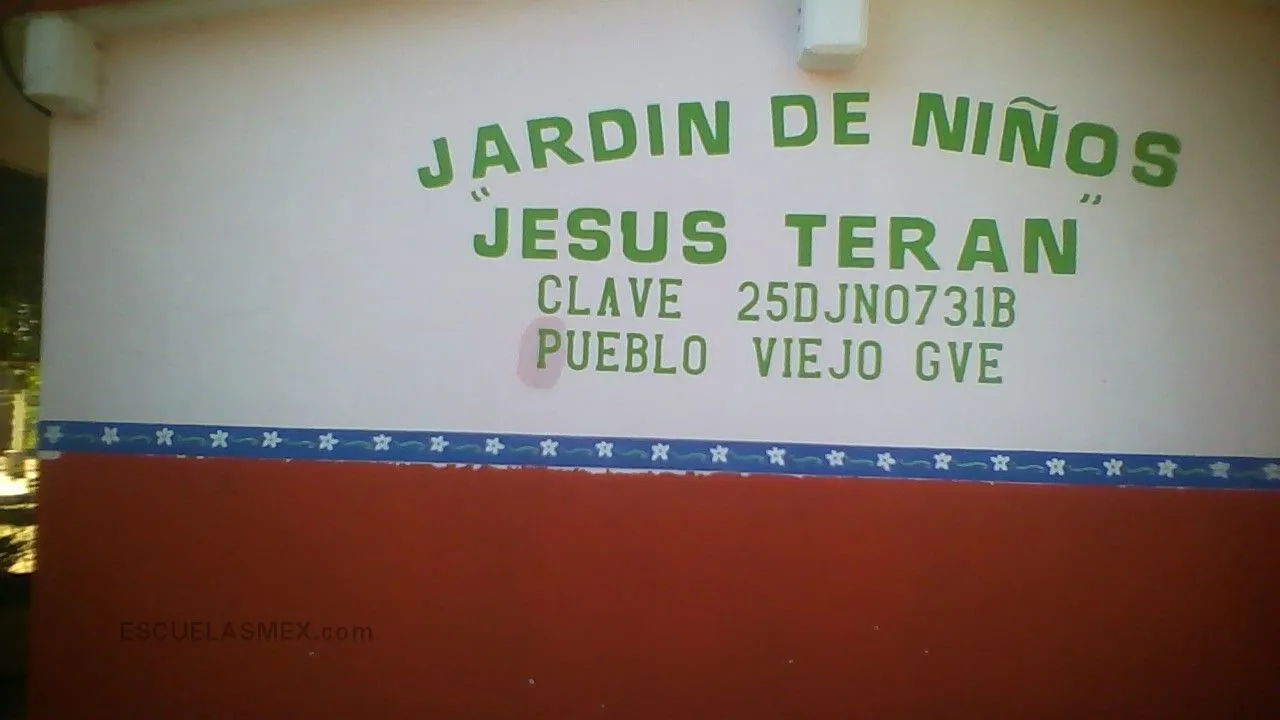 JARDIN DE NIÑOS
"JESUS TERAN"
CLAVE 25DJN0731B
PUEBLO VIEJO GVE
ESCUELASMEX.com